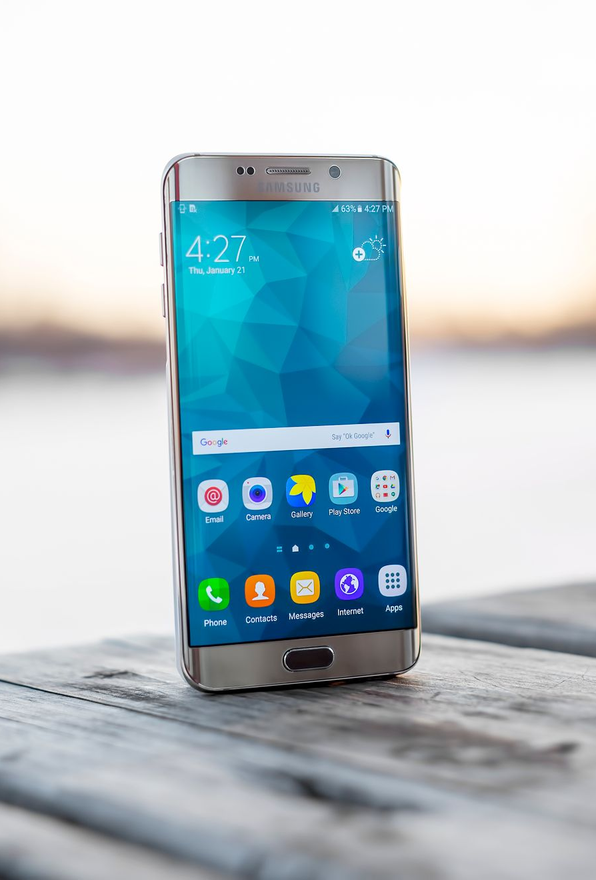 SAMSUNG
63% 4:27 PM
4:27 PM
Thu, January 21
Google Say "Ok Google"
Email Camera Gallery Play Store Google
Phone Contacts Messages Internet Apps